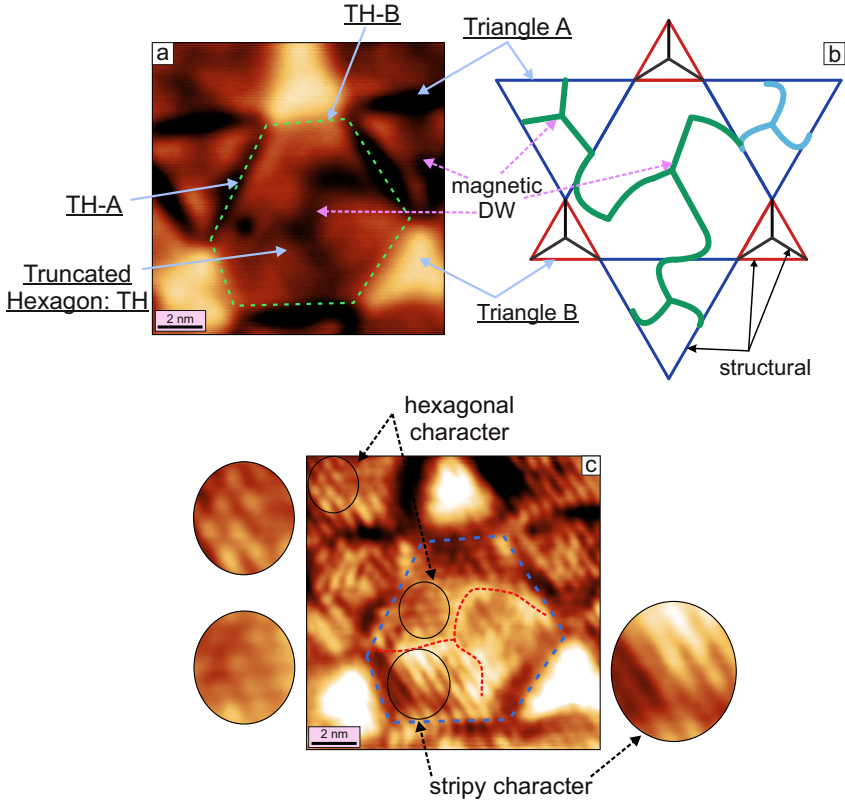 TH-B
Triangle A
a
b
TH-A
magnetic
DW
Truncated
Hexagon: TH
Triangle B
2 nm
structural
hexagonal
character
c
2 nm
stripy character